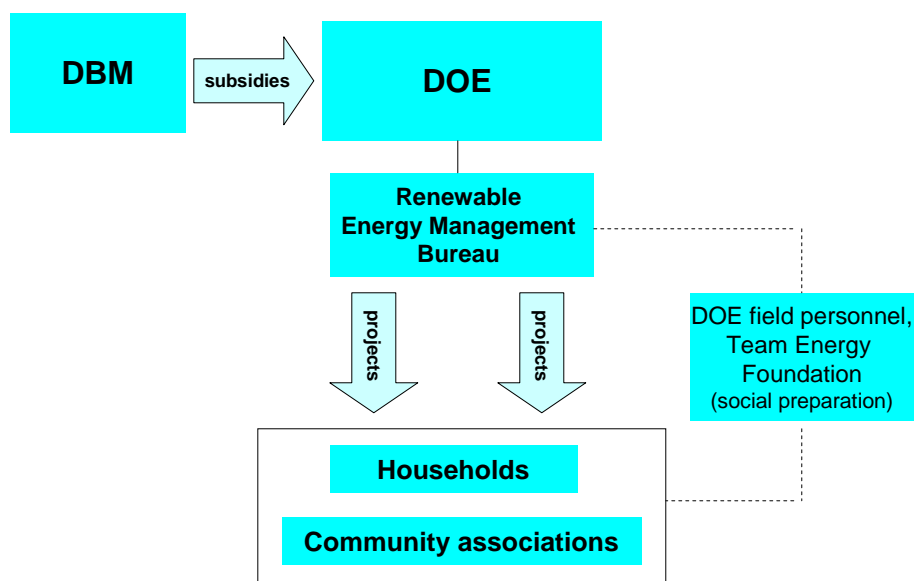 DBM
subsidies
DOE
Renewable
Energy Management
Bureau
projects
projects
DOE field personnel,
Team Energy
Foundation
(social preparation)
Households
Community associations